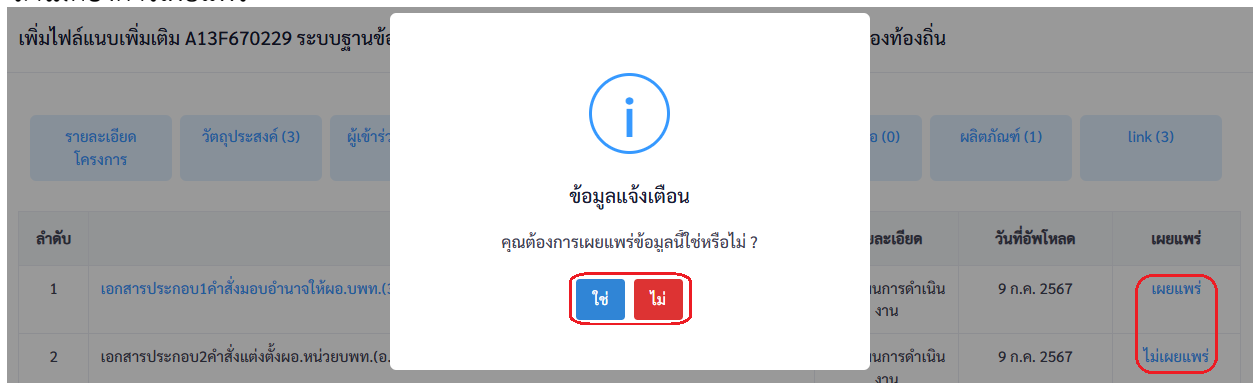 เพิ่มไฟล์แนบเพิ่มเติม A13F670229 ระบบฐานข้อ
องท้องถิ่น
ข้อมูลแจ้งเตือน
คุณต้องการเผยแพร่ข้อมูลนี้ใช่หรือไม่ ?
ใช่ ไม่
รายละเอียด
โครงการ
วัตถุประสงค์ (3)
ผู้เข้าร่ว
อ (0)
ผลิตภัณฑ์ (1)
link (3)
ลำดับ ยละเอียด วันที่อัพโหลด เผยแพร่
1 เอกสารประกอบ1คำสั่งมอบอำนาจให้ผอ.บพท.( นการดำเนิน 9 ก.ค. 2567 เผยแพร่
งาน
2 เอกสารประกอบ2คำสั่งแต่งตั้งผอ.หน่วยบพท.(อ. นการดำเนิน 9 ก.ค. 2567 ไม่เผยแพร่
งาน